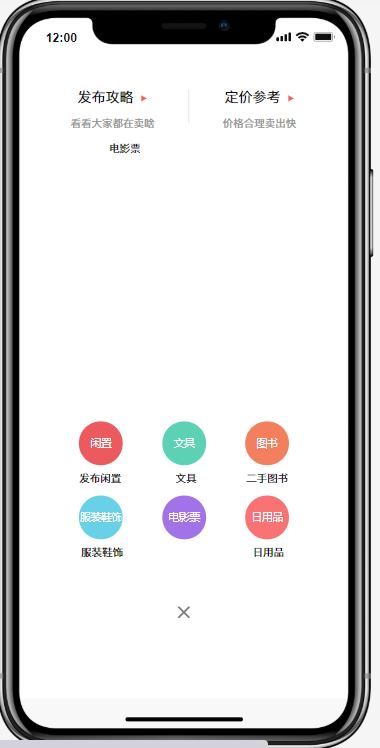 12:00
发布攻略
定价参考
看看大家都在卖啥
价格合理卖出快
电影票
闲置
文具
图书
发布闲置
文具
二手图书
服装鞋饰
电影票
日用品
服装鞋饰
日用品